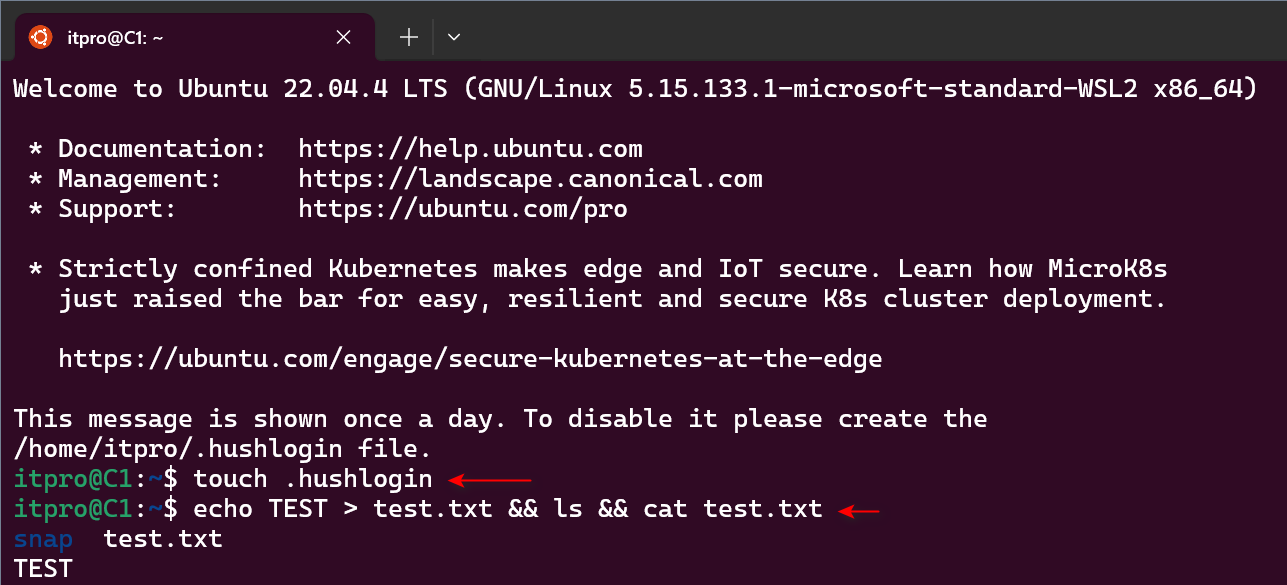 itpro@C1: ~
Welcome to Ubuntu 22.04.4 LTS (GNU/Linux 5.15.133.1-microsoft-standard-WSL2 x86_64)
* Documentation:  https://help.ubuntu.com
* Management:     https://landscape.canonical.com
* Support:        https://ubuntu.com/pro
* Strictly confined Kubernetes makes edge and IoT secure. Learn how MicroK8s
just raised the bar for easy, resilient and secure K8s cluster deployment.
https://ubuntu.com/engage/secure-kubernetes-at-the-edge
This message is shown once a day. To disable it please create the
/home/itpro/.hushlogin file.
itpro@C1:~$ touch .hushlogin
itpro@C1:~$ echo TEST > test.txt && ls && cat test.txt
snap  test.txt
TEST